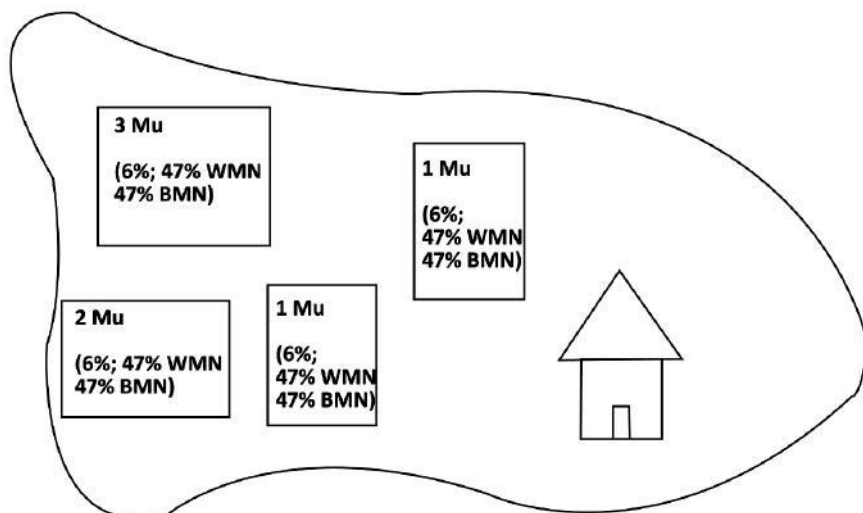 3 Mu
(6%; 47% WMN
47% BMN)
1 Mu
(6%;
47% WMN
47% BMN)
2 Mu
(6%; 47% WMN
47% BMN)
1 Mu
(6%;
47% WMN
47% BMN)